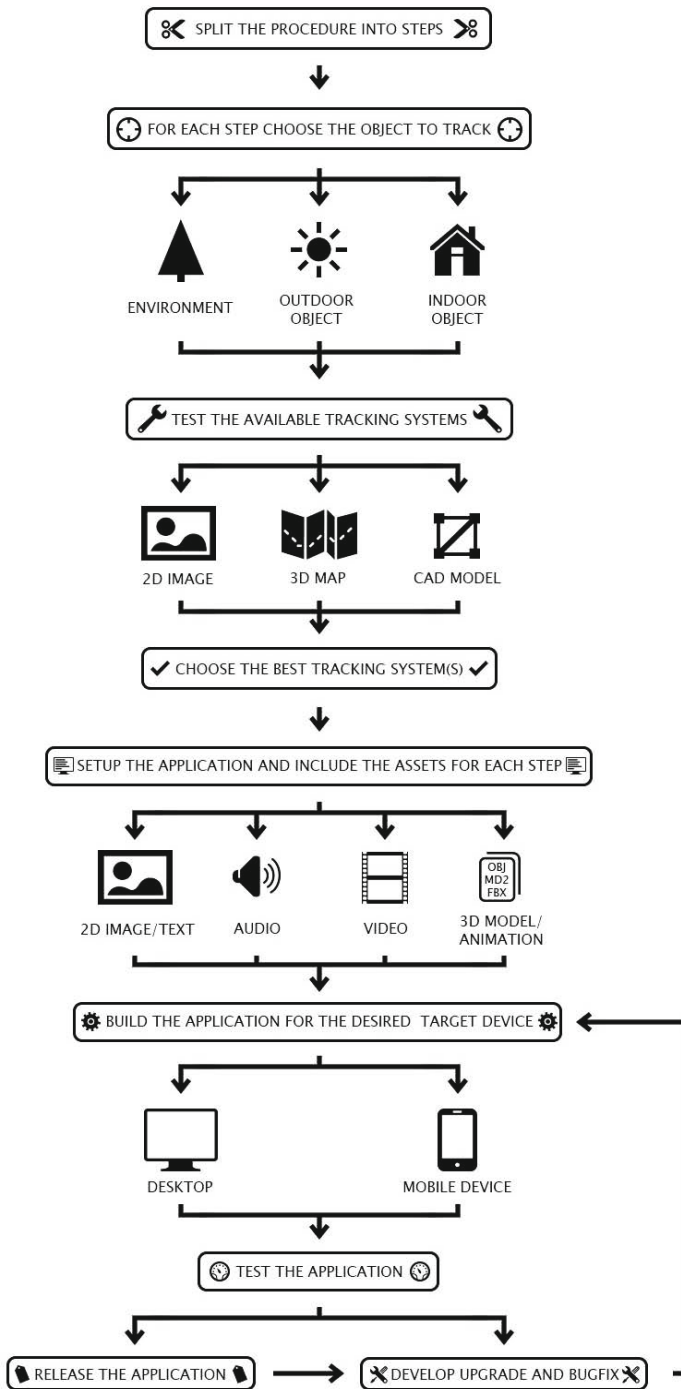 SPLIT THE PROCEDURE INTO STEPS
FOR EACH STEP CHOOSE THE OBJECT TO TRACK
ENVIRONMENT
OUTDOOR
OBJECT
INDOOR
OBJECT
TEST THE AVAILABLE TRACKING SYSTEMS
2D IMAGE
3D MAP
CAD MODEL
CHOOSE THE BEST TRACKING SYSTEM(S)
SETUP THE APPLICATION AND INCLUDE THE ASSETS FOR EACH STEP
2D IMAGE/TEXT
AUDIO
VIDEO
OBJ
MD2
FBX
3D MODEL/
ANIMATION
BUILD THE APPLICATION FOR THE DESIRED TARGET DEVICE
DESKTOP
MOBILE DEVICE
TEST THE APPLICATION
RELEASE THE APPLICATION
DEVELOP UPGRADE AND BUGFIX